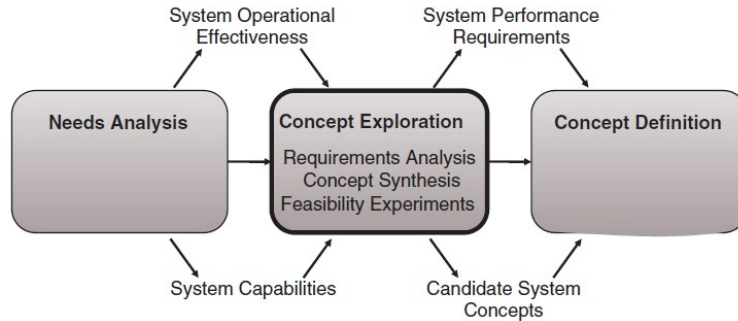 System Operational
Effectiveness
System Performance
Requirements
Needs Analysis
Concept Exploration
Requirements Analysis
Concept Synthesis
Feasibility Experiments
Concept Definition
System Capabilities
Candidate System
Concepts